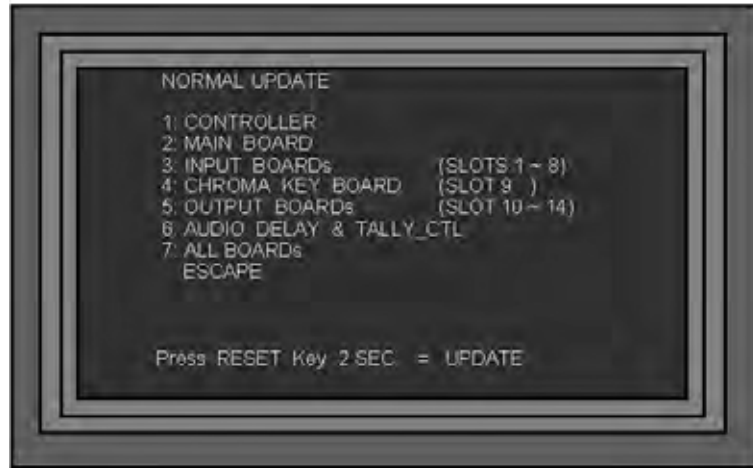 NORMAL UPDATE
1: CONTROLLER
2: MAIN BOARD
3: INPUT BOARDs (SLOTS 1 ~ 8)
4: CHROMA KEY BOARD (SLOT 9 )
5: OUTPUT BOARDs (SLOT 10 ~ 14)
6: AUDIO DELAY & TALLY_CTL
7: ALL BOARDs
ESCAPE
Press RESET Key 2 SEC. = UPDATE